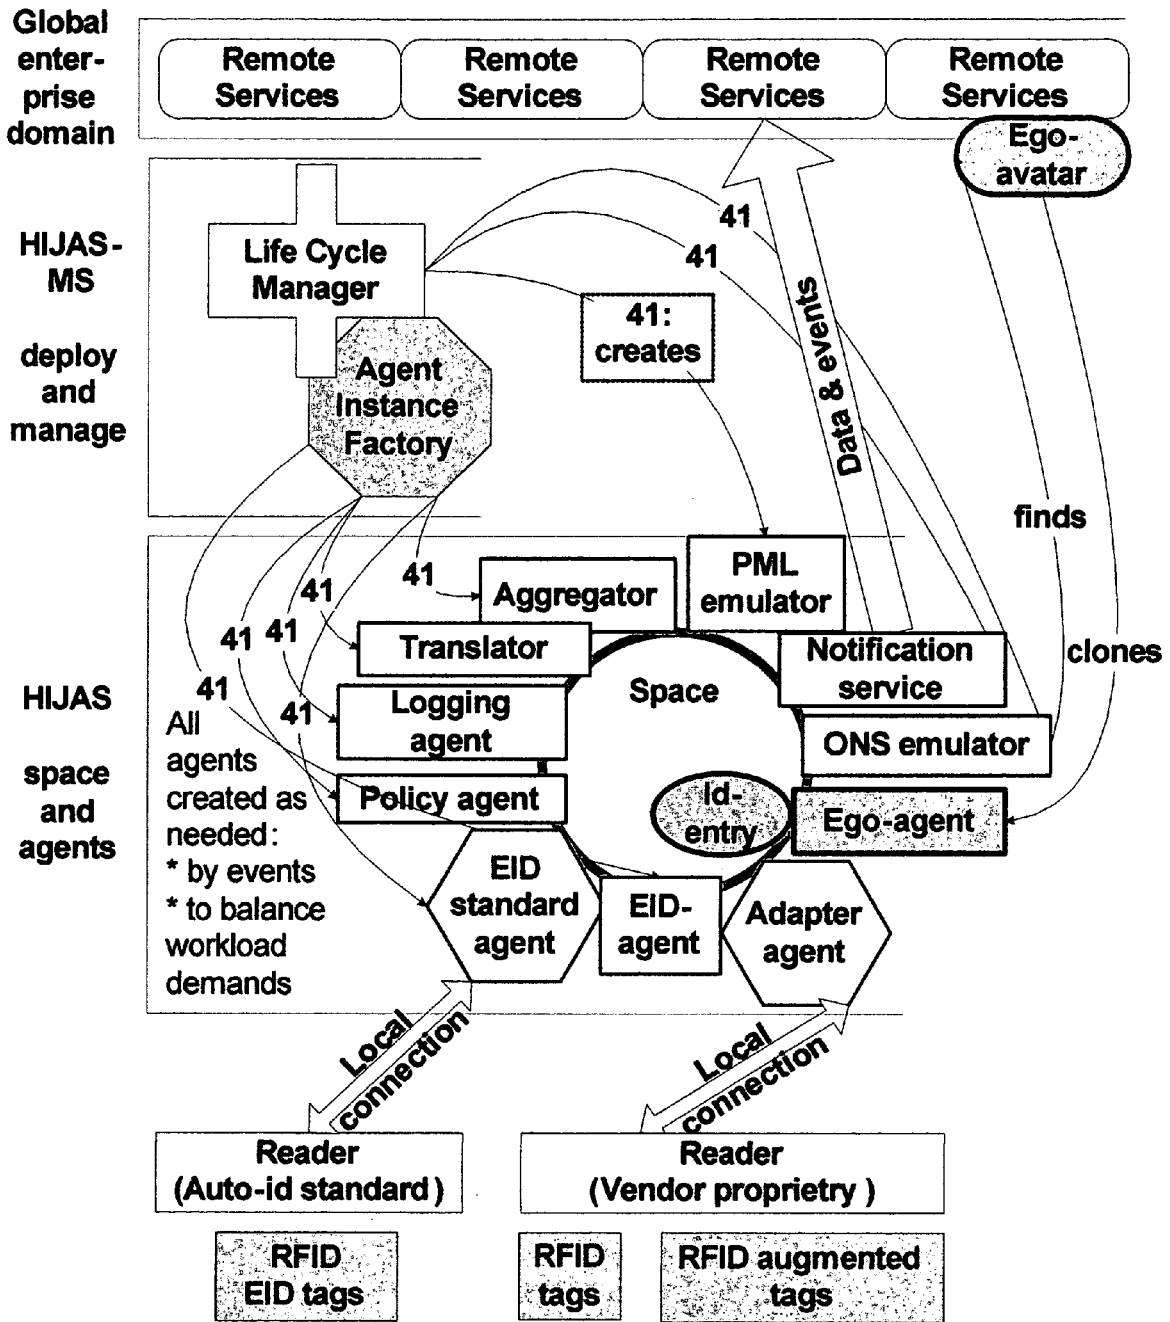 Global
enter-
prise
domain
Remote
Services
Remote
Services
Remote
Services
Remote
Services
Ego-
avatar
HIJAS-
MS
deploy and
manage
Life Cycle
Manager
Agent
Instance
Factory
41
41
41:
creates
Data & events
finds
clones
HIJAS
space
and
agents
41
41
41
41
41
41
Aggregator
PML
emulator
Translator
Notification
service
Logging
agent
Space
ONS emulator
Policy agent
Id-
entry
Ego-agent
All
agents
created as
needed:
* by events
* to balance
workload
demands
EID
standard
agent
EID-
agent
Adapter
agent
Local
connection
Local
connection
Reader
(Auto-id standard )
Reader
(Vendor proprietry )
RFID
EID tags
RFID
tags
RFID augmented
tags